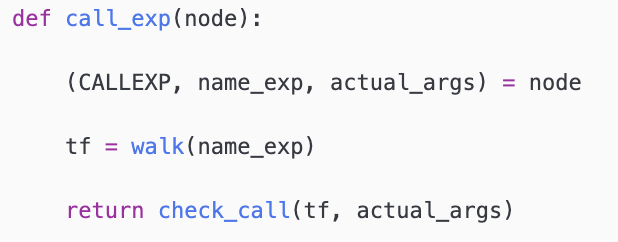 def call_exp(node):
    (CALLEXP, name_exp, actual_args) = node
    tf = walk(name_exp)
    return check_call(tf, actual_args)